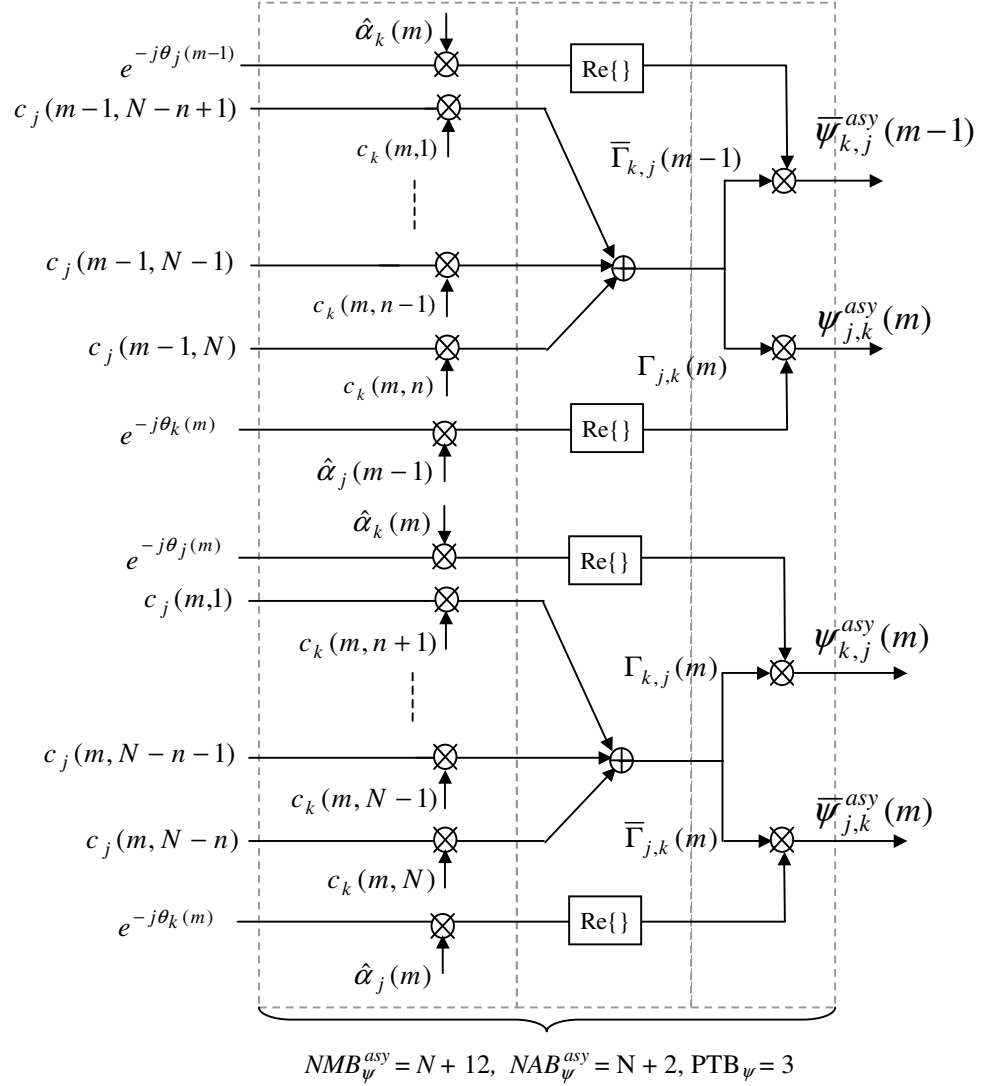 α̂_k(m)
e^{-jθ_j(m−1)}
Re{}
c_j(m−1, N−n+1)
c_k(m,1)
Γ̅_{k,j}(m−1)
ψ̅^{asy}_{k,j}(m−1)
c_j(m−1, N−1)
c_k(m, n−1)
c_j(m−1, N)
c_k(m, n)
Γ_{j,k}(m)
ψ^{asy}_{j,k}(m)
e^{-jθ_k(m)}
Re{}
α̂_j(m−1)
α̂_k(m)
e^{-jθ_j(m)}
Re{}
c_j(m,1)
c_k(m, n+1)
Γ_{k,j}(m)
ψ^{asy}_{k,j}(m)
c_j(m, N−n−1)
c_k(m, N−1)
c_j(m, N−n)
c_k(m, N)
Γ̅_{j,k}(m)
ψ̅^{asy}_{j,k}(m)
e^{-jθ_k(m)}
Re{}
α̂_j(m)
NMB^{asy}_ψ = N + 12, NAB^{asy}_ψ = N + 2, PTB_ψ = 3